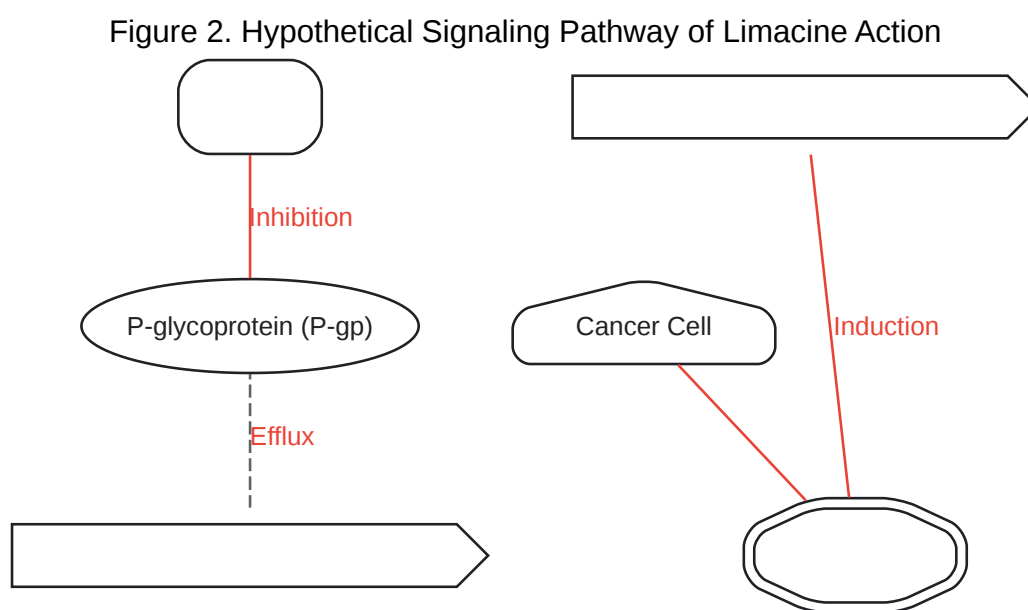 Figure 2. Hypothetical Signaling Pathway of Limacine Action
Inhibition
P-glycoprotein (P-gp)
Cancer Cell
Induction
Efflux